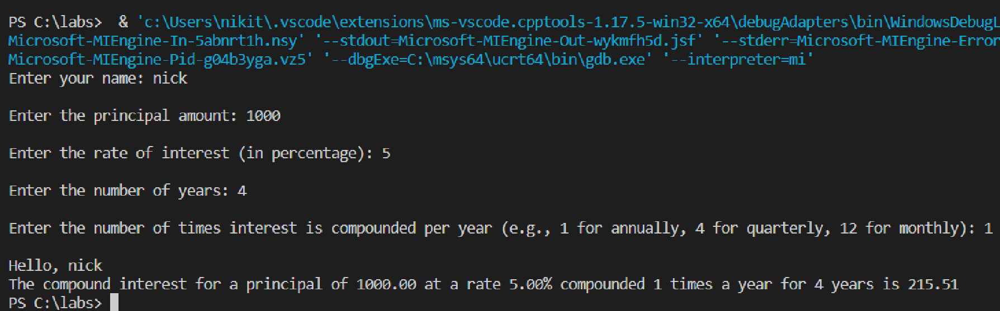 PS C:\labs>  & 'c:\Users\nikit\.vscode\extensions\ms-vscode.cpptools-1.17.5-win32-x64\debugAdapters\bin\WindowsDebugL
Microsoft-MIEngine-In-5abnrt1h.nsy' '--stdout=Microsoft-MIEngine-Out-wykmfh5d.jsf' '--stderr=Microsoft-MIEngine-Error
Microsoft-MIEngine-Pid-g04b3yga.vz5' '--dbgExe=C:\msys64\ucrt64\bin\gdb.exe' '--interpreter=mi'
Enter your name: nick
Enter the principal amount: 1000
Enter the rate of interest (in percentage): 5
Enter the number of years: 4
Enter the number of times interest is compounded per year (e.g., 1 for annually, 4 for quarterly, 12 for monthly): 1
Hello, nick
The compound interest for a principal of 1000.00 at a rate 5.00% compounded 1 times a year for 4 years is 215.51
PS C:\labs>